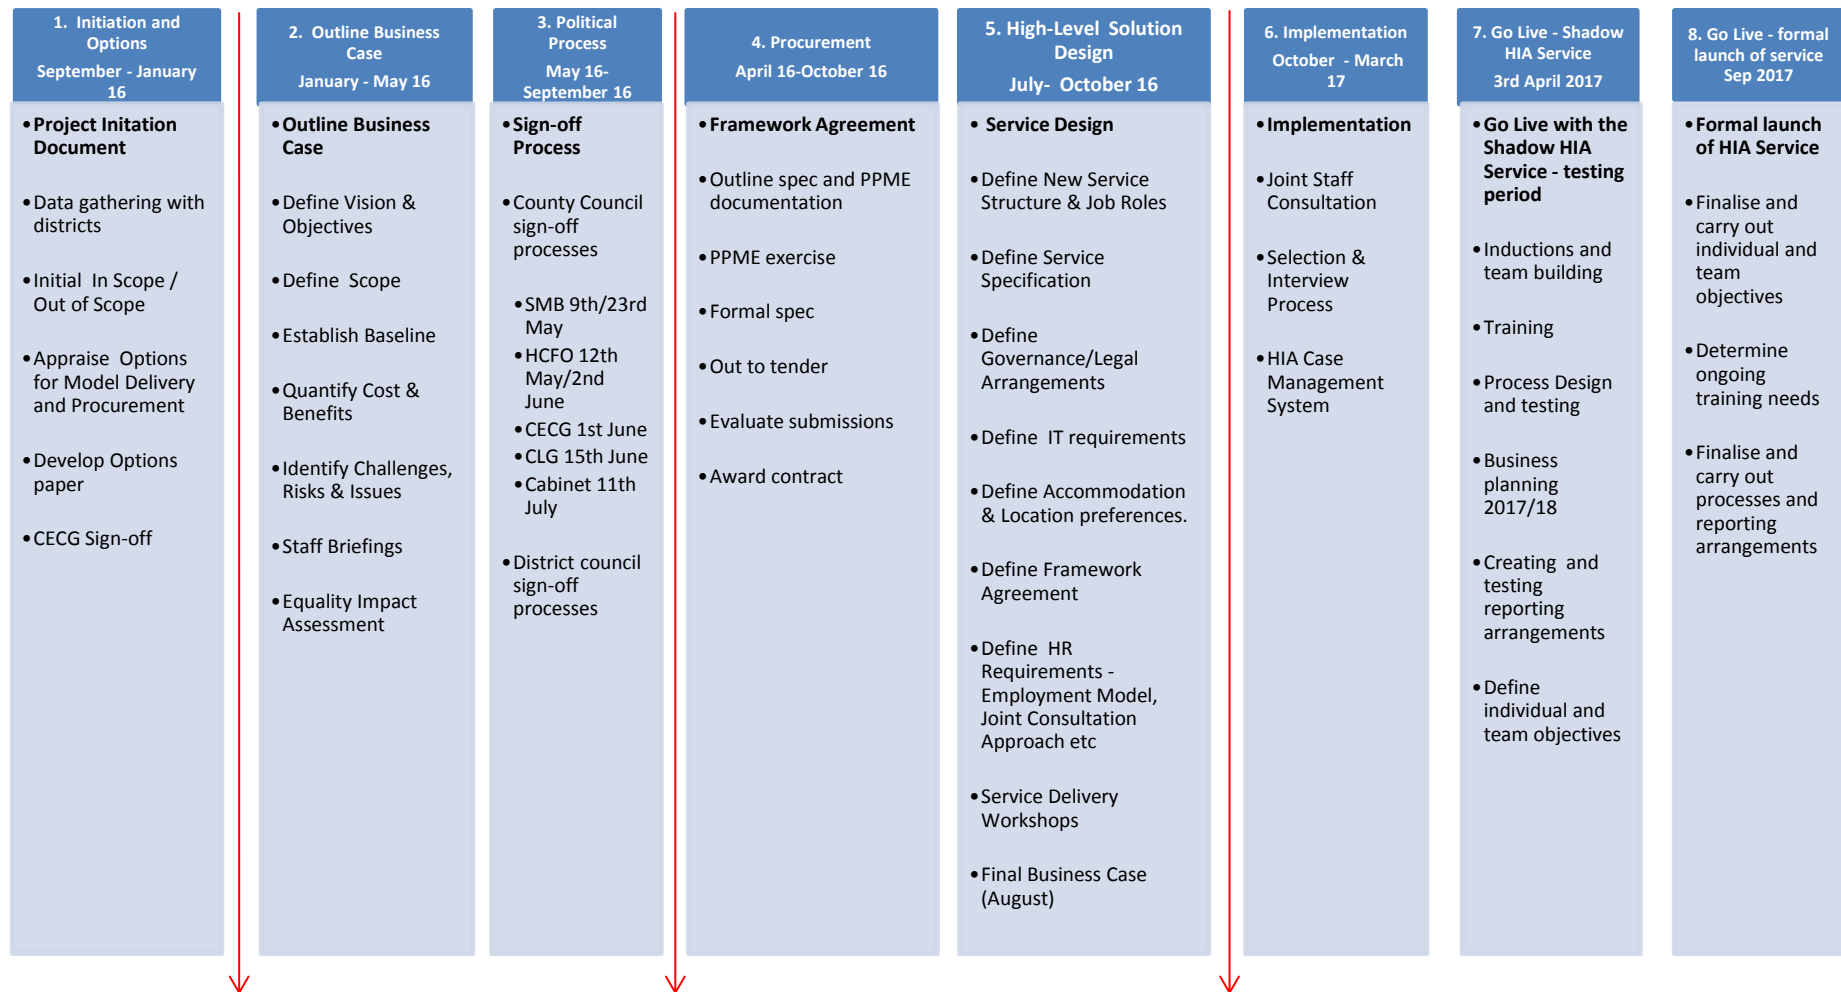 1. Initiation and
Options
September - January
16
• Project Initation
Document
• Data gathering with
districts
• Initial In Scope /
Out of Scope
• Appraise Options
for Model Delivery
and Procurement
• Develop Options
paper
• CECG Sign-off
2. Outline Business
Case
January - May 16
• Outline Business
Case
• Define Vision &
Objectives
• Define Scope
• Establish Baseline
• Quantify Cost &
Benefits
• Identify Challenges,
Risks & Issues
• Staff Briefings
• Equality Impact
Assessment
3. Political
Process
May 16-
September 16
• Sign-off
Process
• County Council
sign-off
processes
• SMB 9th/23rd
May
• HCFO 12th
May/2nd
June
• CECG 1st June
• CLG 15th June
• Cabinet 11th
July
• District council
sign-off
processes
4. Procurement
April 16-October 16
• Framework Agreement
• Outline spec and PPME
documentation
• PPME exercise
• Formal spec
• Out to tender
• Evaluate submissions
• Award contract
5. High-Level Solution
Design
July- October 16
• Service Design
• Define New Service
Structure & Job Roles
• Define Service
Specification
• Define
Governance/Legal
Arrangements
• Define IT requirements
• Define Accommodation
& Location preferences.
• Define Framework
Agreement
• Define HR
Requirements -
Employment Model,
Joint Consultation
Approach etc
• Service Delivery
Workshops
• Final Business Case
(August)
6. Implementation
October - March
17
• Implementation
• Joint Staff
Consultation
• Selection &
Interview
Process
• HIA Case
Management
System
7. Go Live - Shadow
HIA Service
3rd April 2017
• Go Live with the
Shadow HIA
Service - testing
period
• Inductions and
team building
• Training
• Process Design
and testing
• Business
planning
2017/18
• Creating and
testing
reporting
arrangements
• Define
individual and
team objectives
8. Go Live - formal
launch of service
Sep 2017
• Formal launch
of HIA Service
• Finalise and
carry out
individual and
team
objectives
• Determine
ongoing
training needs
• Finalise and
carry out
processes and
reporting
arrangements